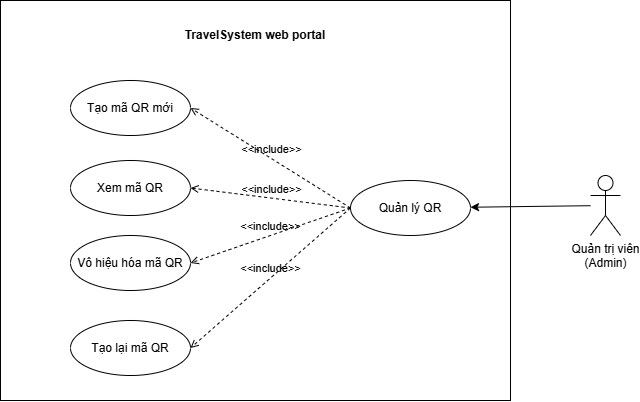 TravelSystem web portal
Tạo mã QR mới
<<include>>
Xem mã QR
<<include>>
Quản lý QR
<<include>>
Vô hiệu hóa mã QR
<<include>>
Tạo lại mã QR
Quản trị viên
(Admin)